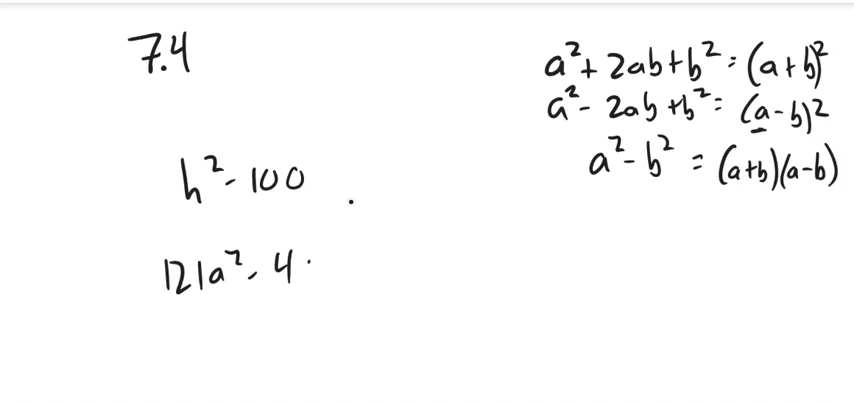 7.4
a² + 2ab + b² = (a + b)²
a² - 2ab + b² = (a - b)²
a² - b² = (a+b)(a-b)
h² - 100
121a² - 4